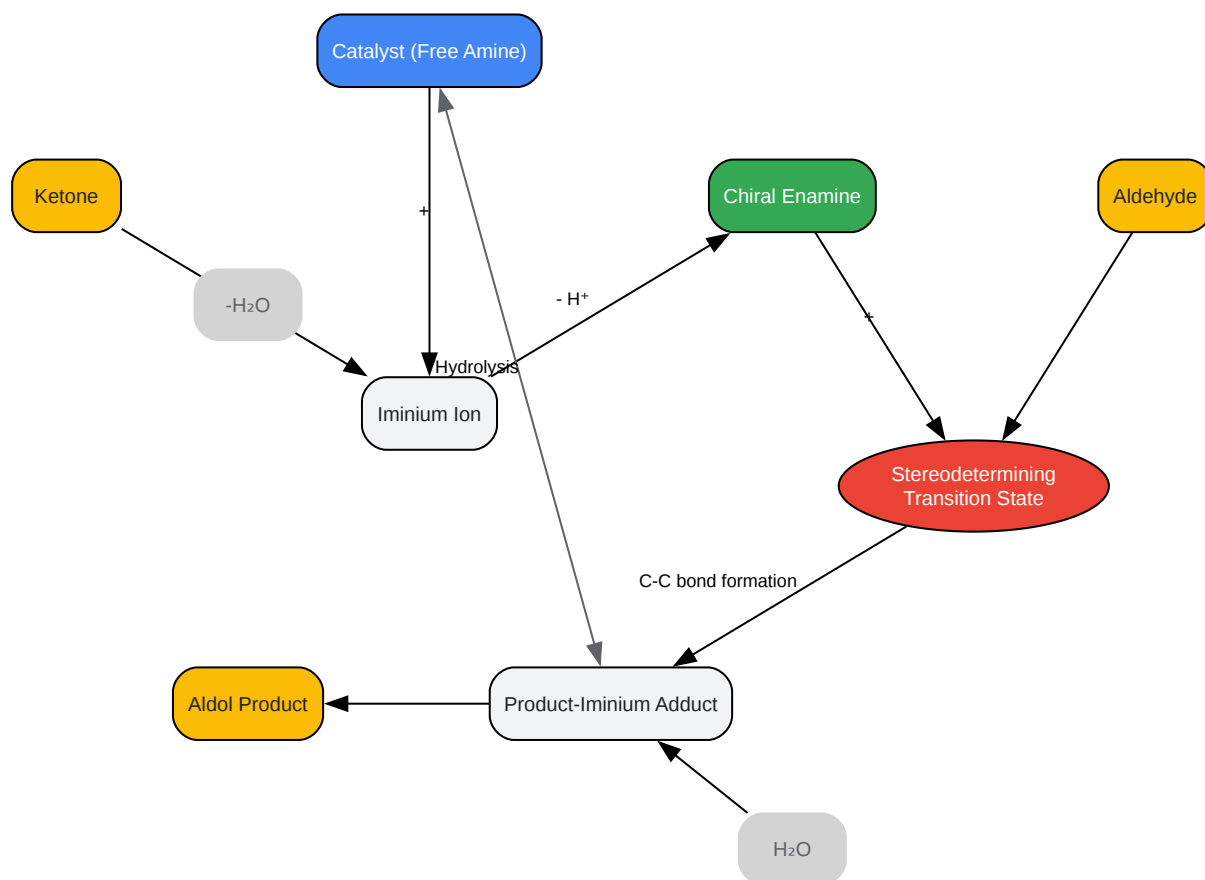 Catalyst (Free Amine)
Ketone
+
Chiral Enamine
Aldehyde
-H₂O
- H⁺
+
Hydrolysis
Iminium Ion
Stereodetermining
Transition State
C-C bond formation
Aldol Product
Product-Iminium Adduct
H₂O